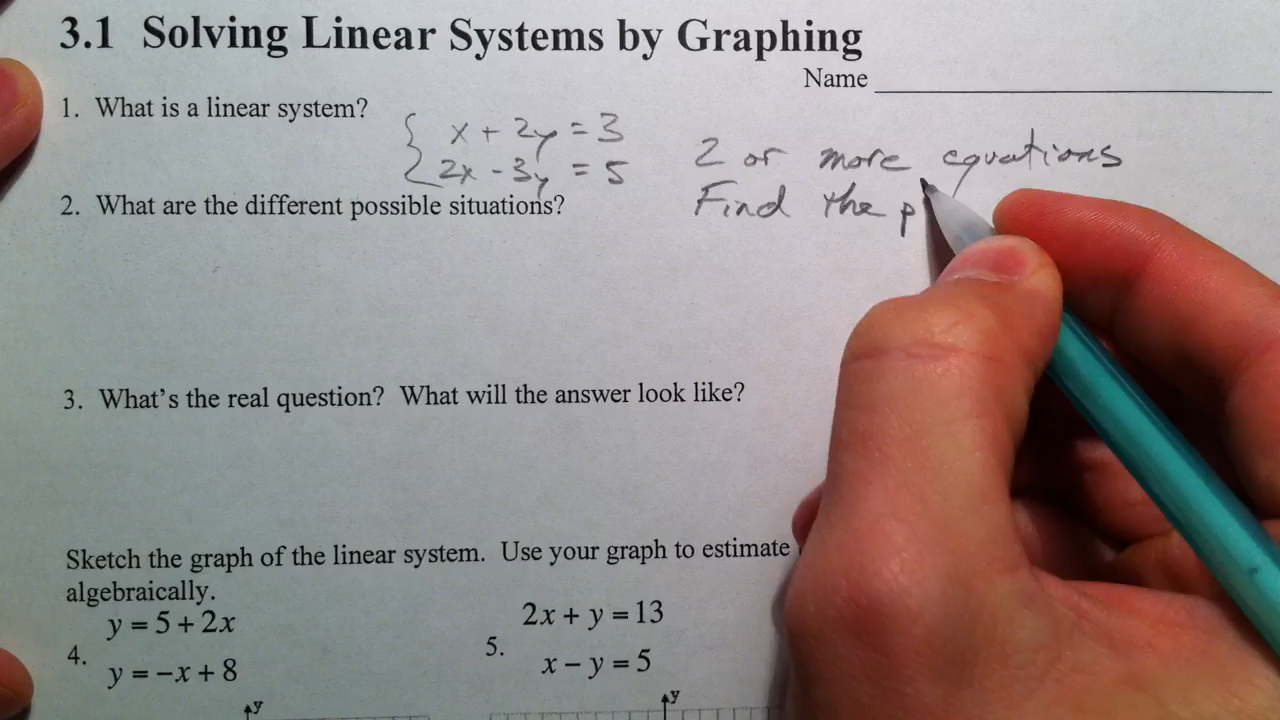 3.1 Solving Linear Systems by Graphing
Name
1. What is a linear system?
x + 2y = 3
2x - 3y = 5
2 or more equations
Find the p
2. What are the different possible situations?
3. What's the real question? What will the answer look like?
Sketch the graph of the linear system. Use your graph to estimate
algebraically.
4.
y = 5 + 2x
y = −x + 8
5.
2x + y = 13
x − y = 5
y
y